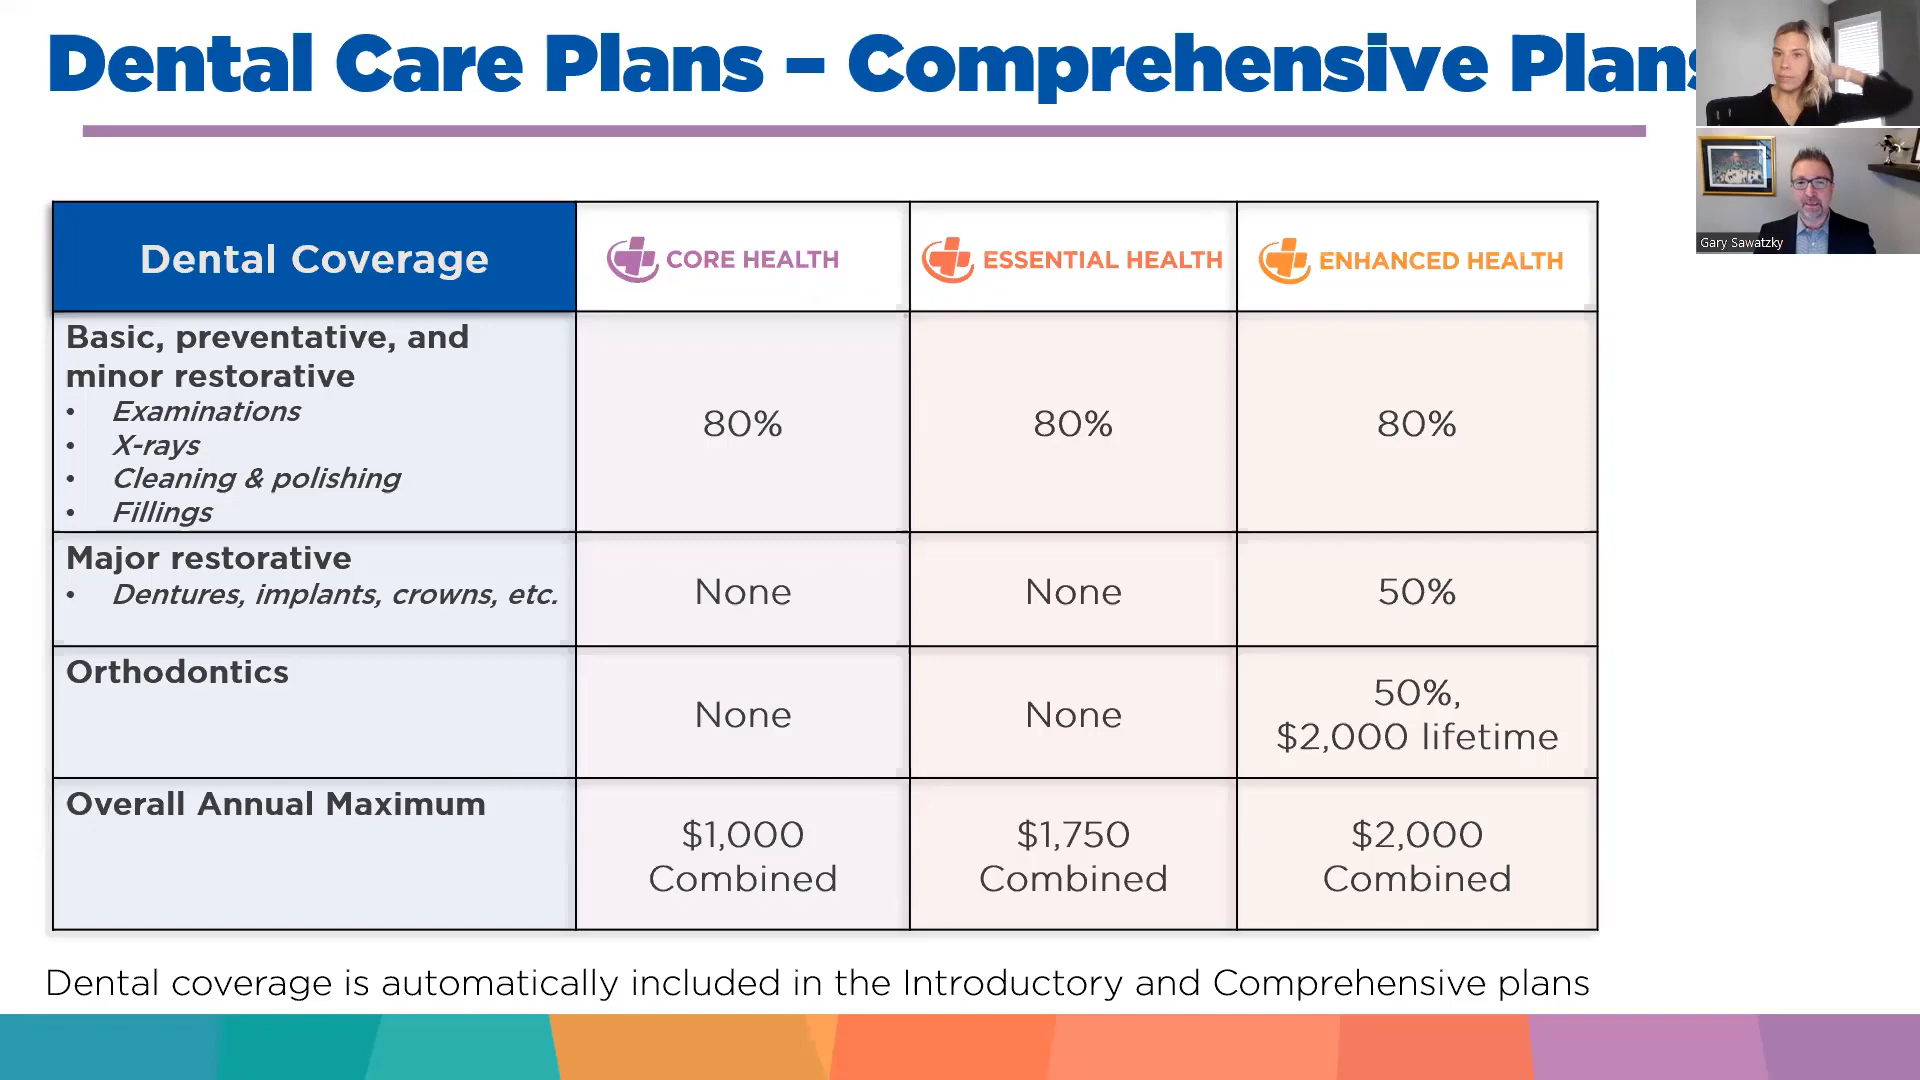 Dental Care Plans – Comprehensive Plans
Gary Sawatzky
Dental Coverage
CORE HEALTH
ESSENTIAL HEALTH
ENHANCED HEALTH
Basic, preventative, and
minor restorative
• Examinations
• X-rays
• Cleaning & polishing
• Fillings
80%
80%
80%
Major restorative
• Dentures, implants, crowns, etc.
None
None
50%
Orthodontics
None
None
50%,
$2,000 lifetime
Overall Annual Maximum
$1,000
Combined
$1,750
Combined
$2,000
Combined
Dental coverage is automatically included in the Introductory and Comprehensive plans